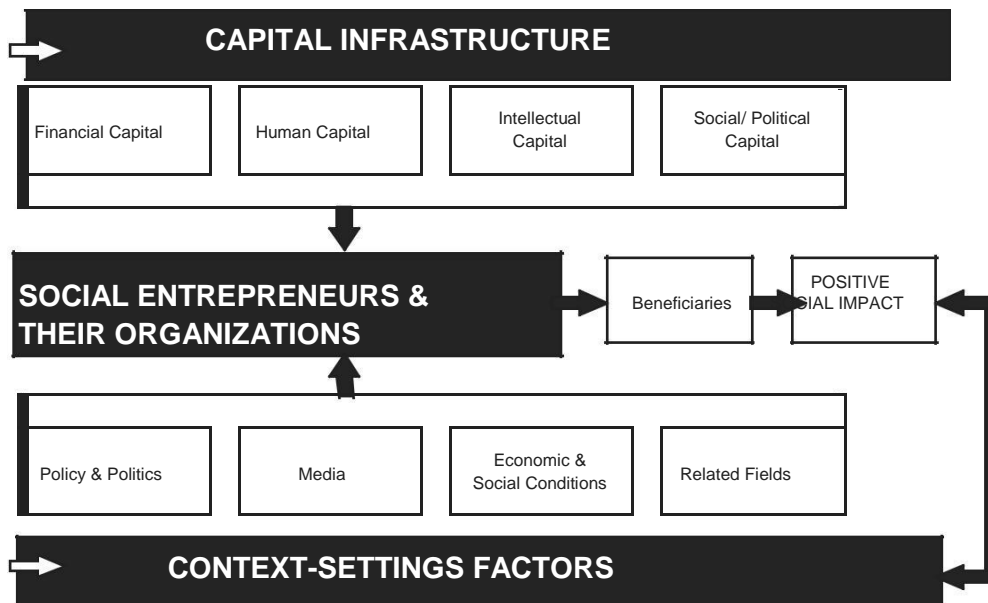 CAPITAL INFRASTRUCTURE
Financial Capital
Human Capital
Intellectual
Capital
Social/ Political
Capital
SOCIAL ENTREPRENEURS &
THEIR ORGANIZATIONS
Beneficiaries
POSITIVE
IAL IMPACT
Policy & Politics
Media
Economic &
Social Conditions
Related Fields
CONTEXT-SETTINGS FACTORS